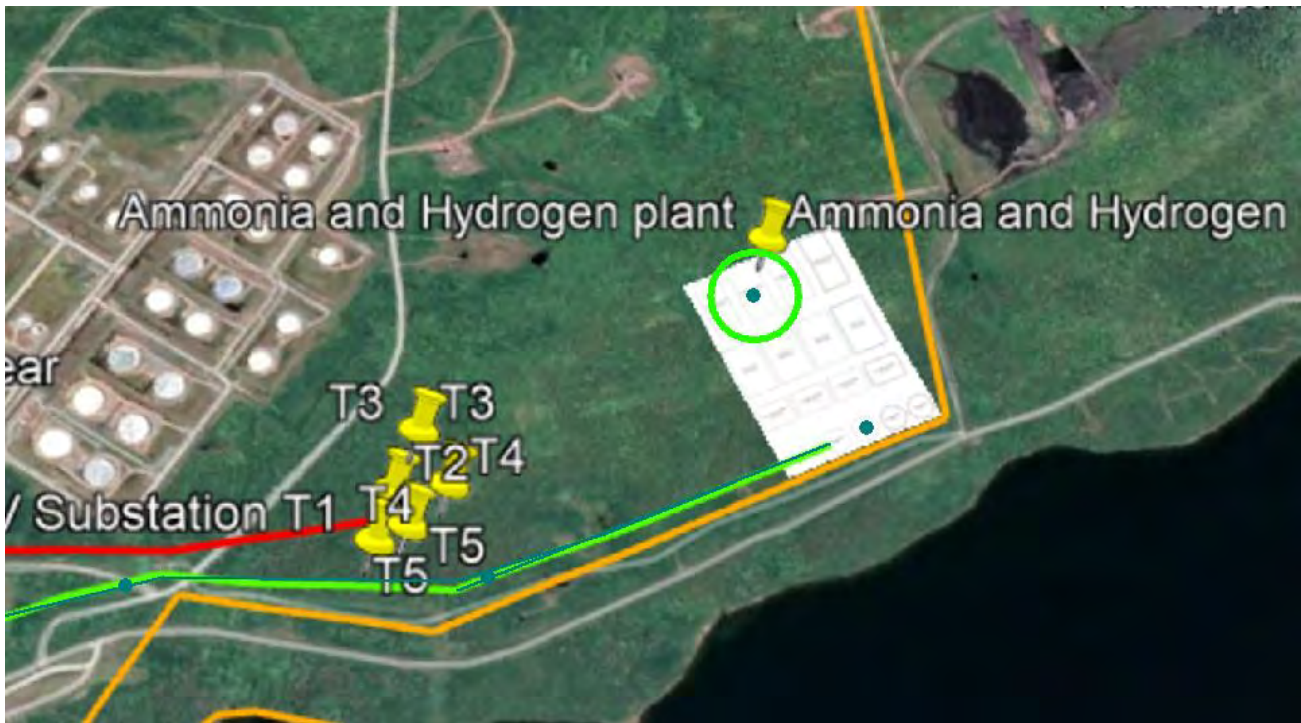 Ammonia and Hydrogen plant
Ammonia and Hydrogen
ear
T3
T3
T2
T4
/ Substation T1
T4
T5
T5